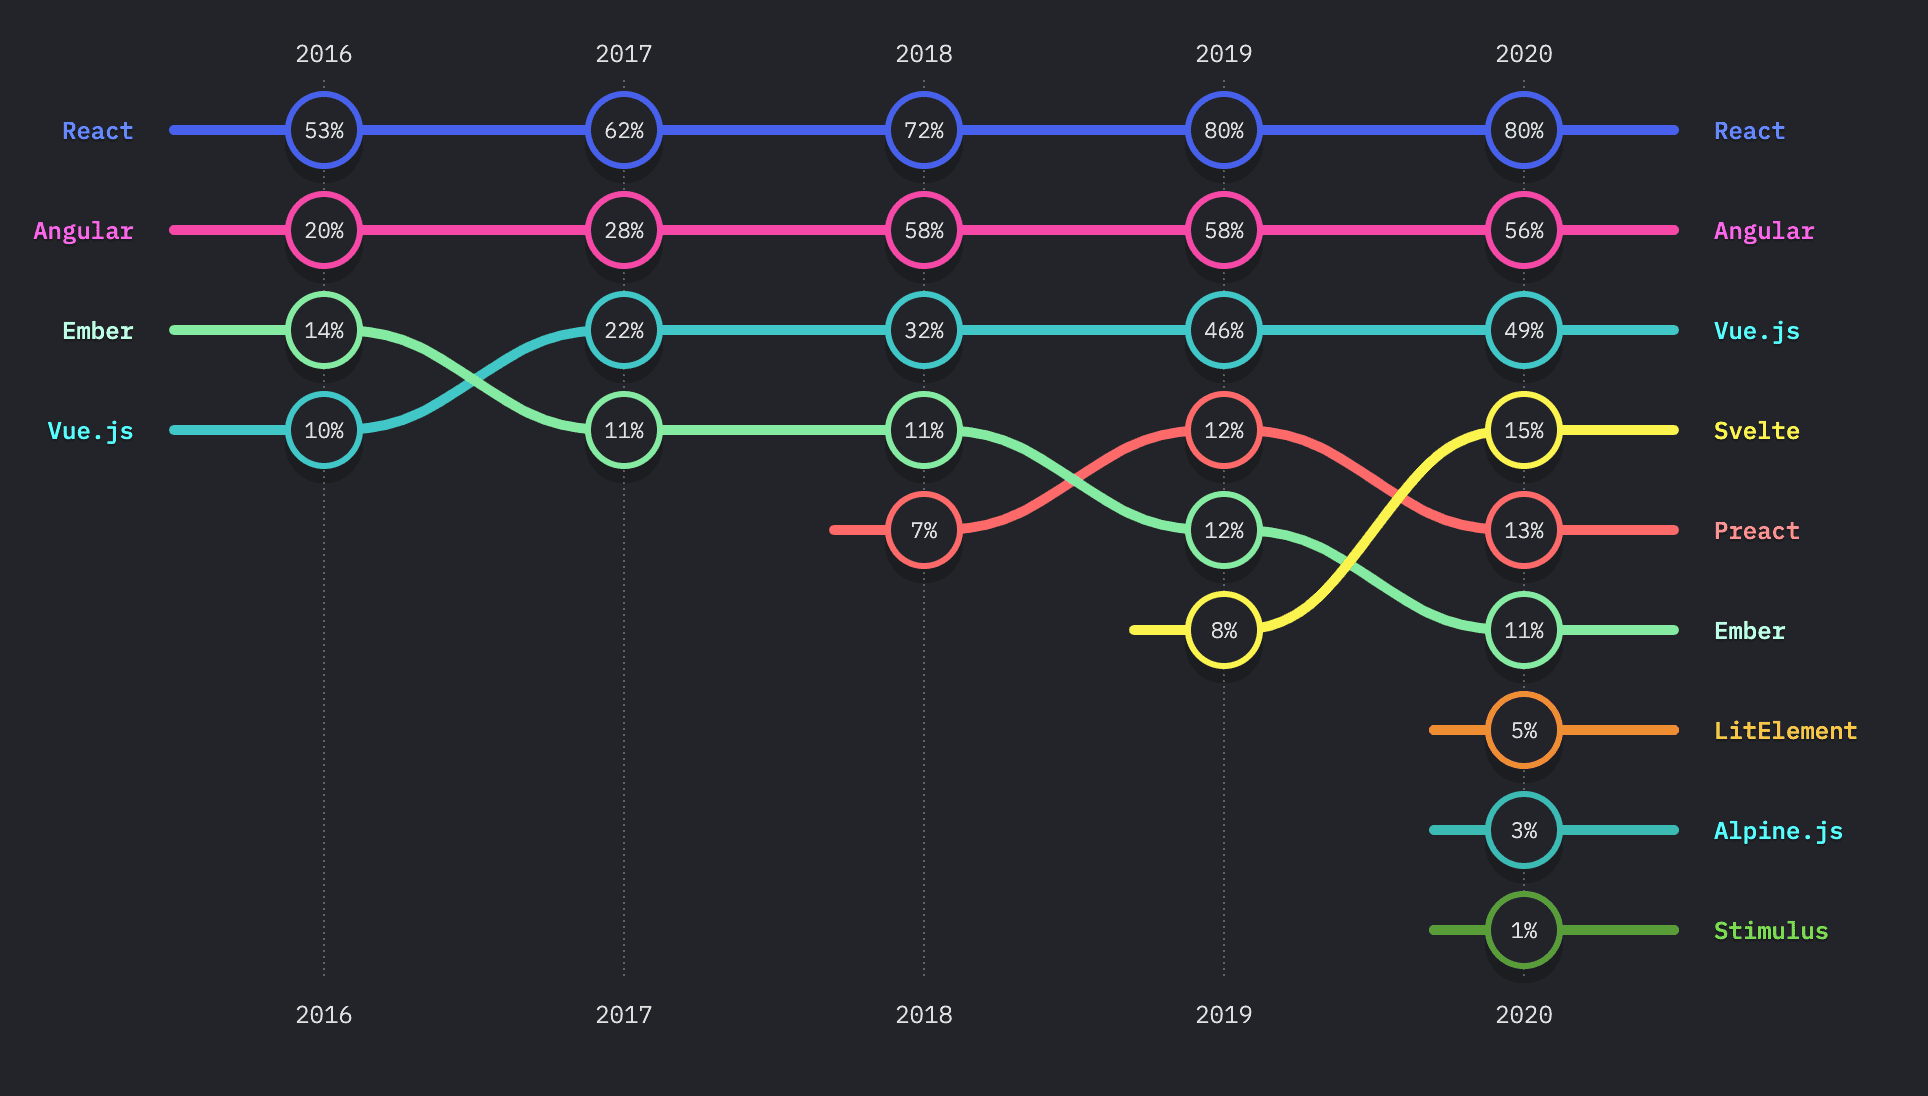 2016 2017 2018 2019 2020
React 53% 62% 72% 80% 80% React
Angular 20% 28% 58% 58% 56% Angular
Ember 14% 22% 32% 46% 49% Vue.js
Vue.js 10% 11% 11% 12% 15% Svelte
7% 12% 13% Preact
8% 11% Ember
5% LitElement
3% Alpine.js
1% Stimulus
2016 2017 2018 2019 2020